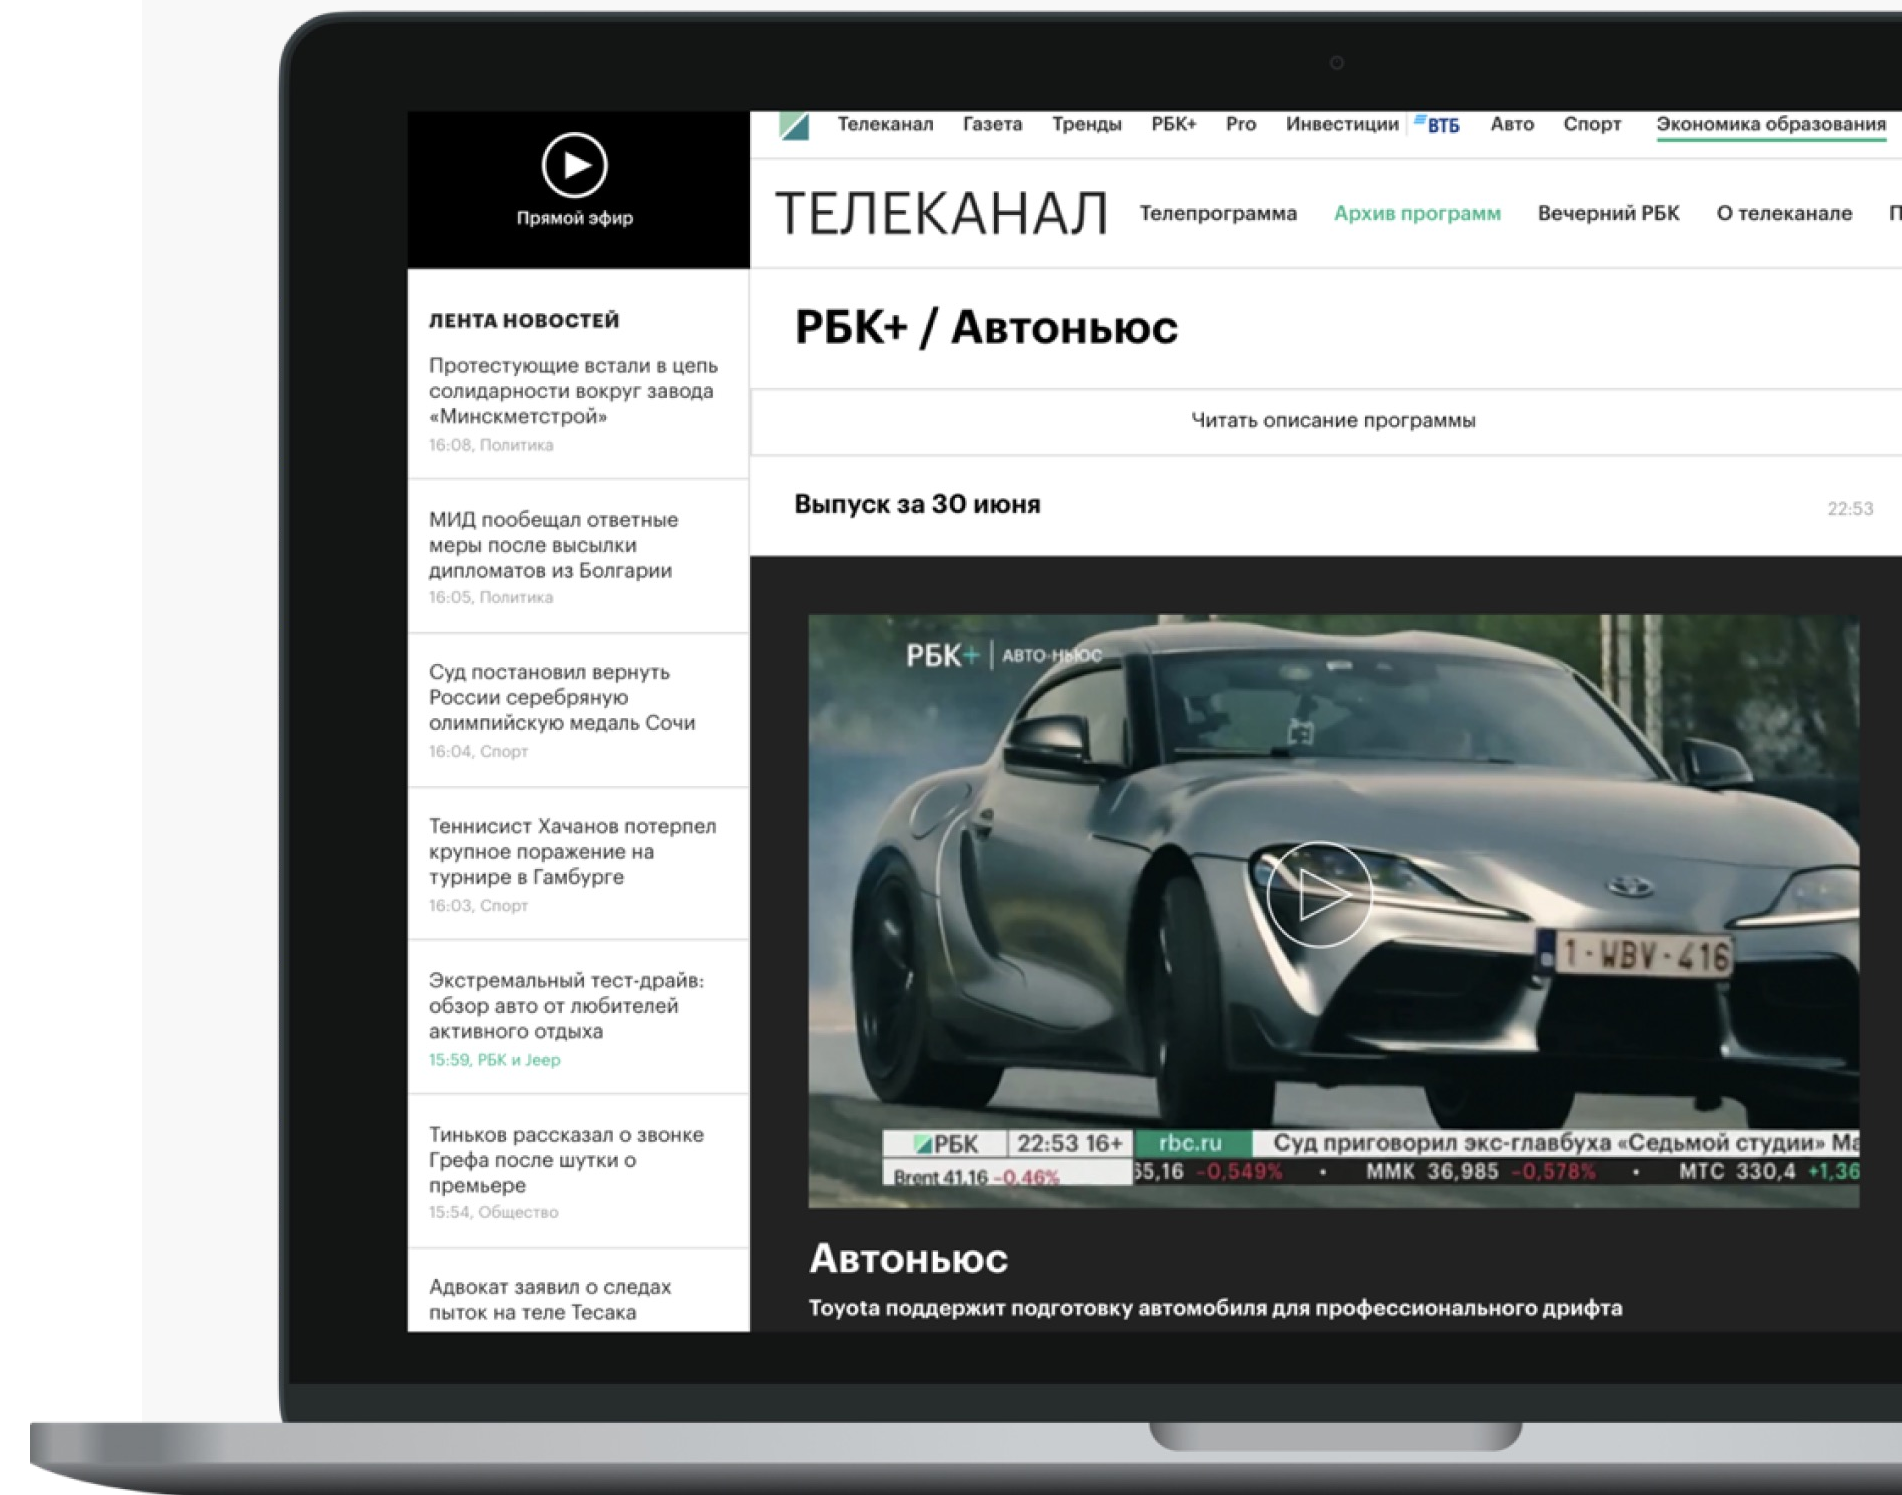 Прямой эфир
ЛЕНТА НОВОСТЕЙ
Протестующие встали в цепь
солидарности вокруг завода
«Минскметстрой»
16:08, Политика
МИД пообещал ответные
меры после высылки
дипломатов из Болгарии
16:05, Политика
Суд постановил вернуть
России серебряную
олимпийскую медаль Сочи
16:04, Спорт
Теннисист Хачанов потерпел
крупное поражение на
турнире в Гамбурге
16:03, Спорт
Экстремальный тест-драйв:
обзор авто от любителей
активного отдыха
15:59, РБК и Jeep
Тиньков рассказал о звонке
Грефа после шутки о
премьере
15:54, Общество
Адвокат заявил о следах
пыток на теле Тесака
Телеканал Газета Тренды РБК+ Pro Инвестиции ВТБ Авто Спорт Экономика образования
ТЕЛЕКАНАЛ Телепрограмма Архив программ Вечерний РБК О телеканале П
РБК+ / Автоньюс
Читать описание программы
Выпуск за 30 июня 22:53
РБК+ | АВТО-НЬЮС
1-WBV-416
РБК 22:53 16+ rbc.ru Суд приговорил экс-главбуха «Седьмой студии» Ма
Brent 41,16 -0,46% 65,16 -0,549% • ММК 36,985 -0,578% • МТС 330,4 +1,36
Автоньюс
Toyota поддержит подготовку автомобиля для профессионального дрифта